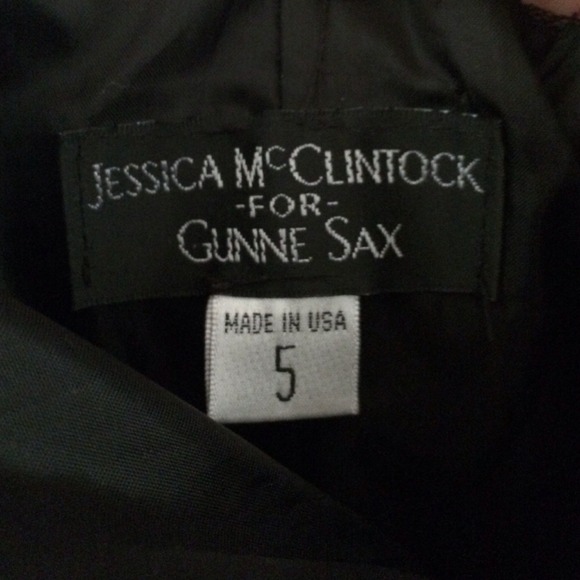 JESSICA MCCLINTOCK
-FOR-
GUNNE SAX
MADE IN USA
5